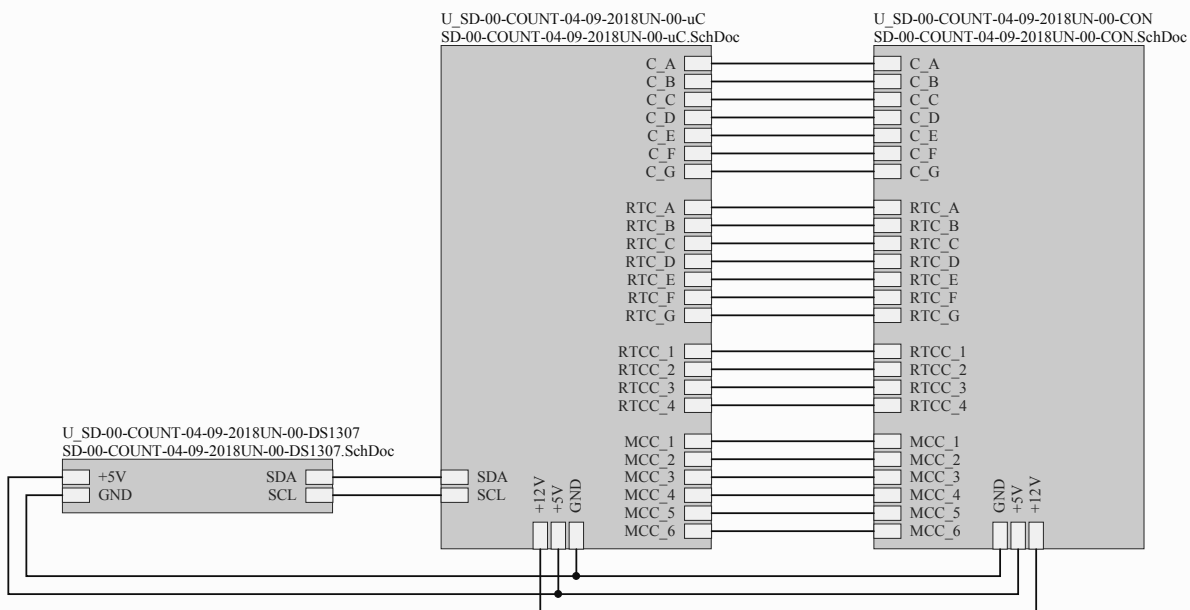 U_SD-00-COUNT-04-09-2018UN-00-uC
SD-00-COUNT-04-09-2018UN-00-uC.SchDoc
C_A
C_B
C_C
C_D
C_E
C_F
C_G
RTC_A
RTC_B
RTC_C
RTC_D
RTC_E
RTC_F
RTC_G
RTCC_1
RTCC_2
RTCC_3
RTCC_4
MCC_1
MCC_2
MCC_3
MCC_4
MCC_5
MCC_6
SDA
SCL
+12V
+5V
GND
U_SD-00-COUNT-04-09-2018UN-00-CON
SD-00-COUNT-04-09-2018UN-00-CON.SchDoc
C_A
C_B
C_C
C_D
C_E
C_F
C_G
RTC_A
RTC_B
RTC_C
RTC_D
RTC_E
RTC_F
RTC_G
RTCC_1
RTCC_2
RTCC_3
RTCC_4
MCC_1
MCC_2
MCC_3
MCC_4
MCC_5
MCC_6
GND
+5V
+12V
U_SD-00-COUNT-04-09-2018UN-00-DS1307
SD-00-COUNT-04-09-2018UN-00-DS1307.SchDoc
+5V
GND
SDA
SCL